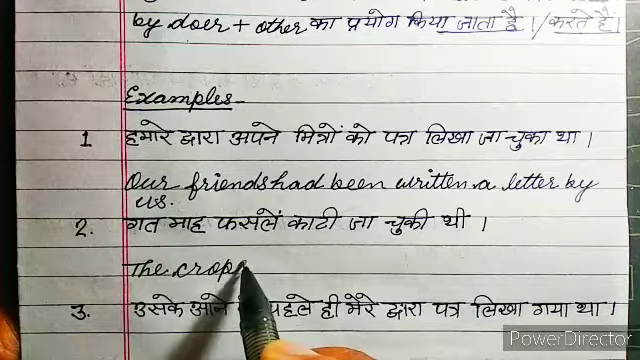 by doer + other का प्रयोग किया जाता है।/करते है।
Examples-
1 हमारे द्वारा अपने मित्रों को पत्र लिखा जा चुका था।
Our friends had been written a letter by
us.
2. गत माह फसलें काटी जा चुकी थी।
The crop
3. उसके आने पहले ही मेरे द्वारा पत्र लिखा गया था।
PowerDirector